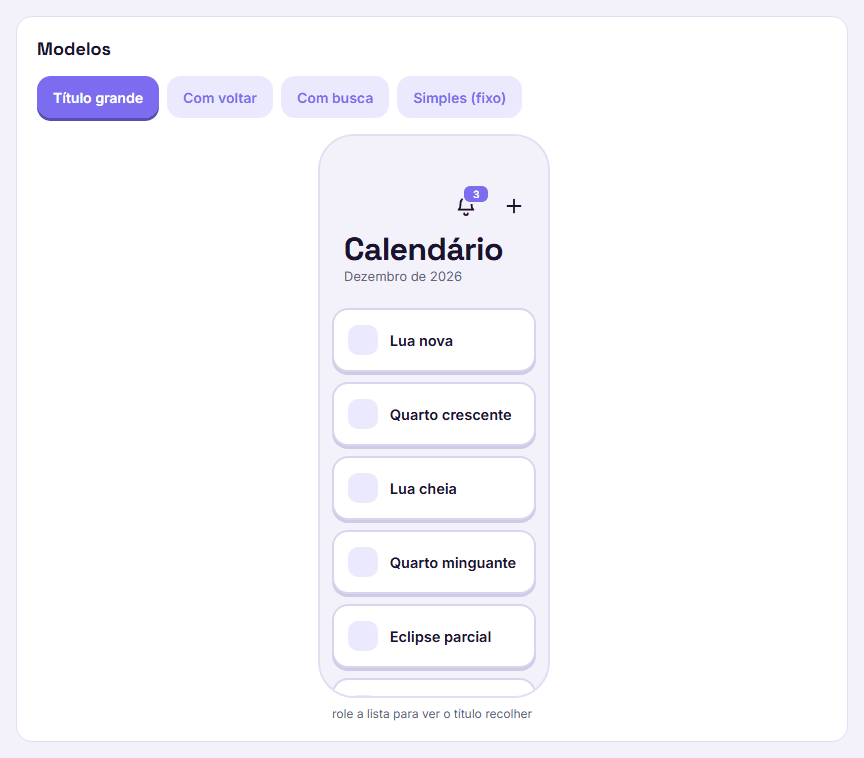 Modelos
Título grande
Com voltar
Com busca
Simples (fixo)
3
Calendário
Dezembro de 2026
Lua nova
Quarto crescente
Lua cheia
Quarto minguante
Eclipse parcial
role a lista para ver o título recolher